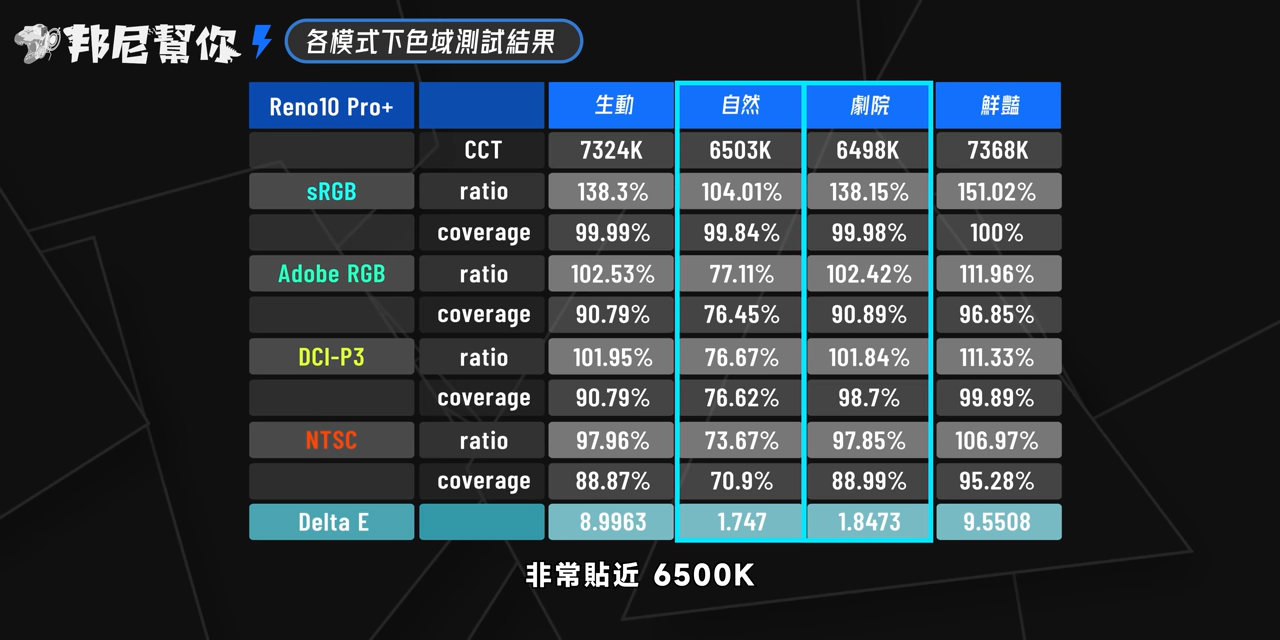 邦尼幫你
各模式下色域測試結果
Reno10 Pro+ 生動 自然 劇院 鮮豔
CCT 7324K 6503K 6498K 7368K
sRGB ratio 138.3% 104.01% 138.15% 151.02%
coverage 99.99% 99.84% 99.98% 100%
Adobe RGB ratio 102.53% 77.11% 102.42% 111.96%
coverage 90.79% 76.45% 90.89% 96.85%
DCI-P3 ratio 101.95% 76.67% 101.84% 111.33%
coverage 90.79% 76.62% 98.7% 99.89%
NTSC ratio 97.96% 73.67% 97.85% 106.97%
coverage 88.87% 70.9% 88.99% 95.28%
Delta E 8.9963 1.747 1.8473 9.5508
非常貼近 6500K